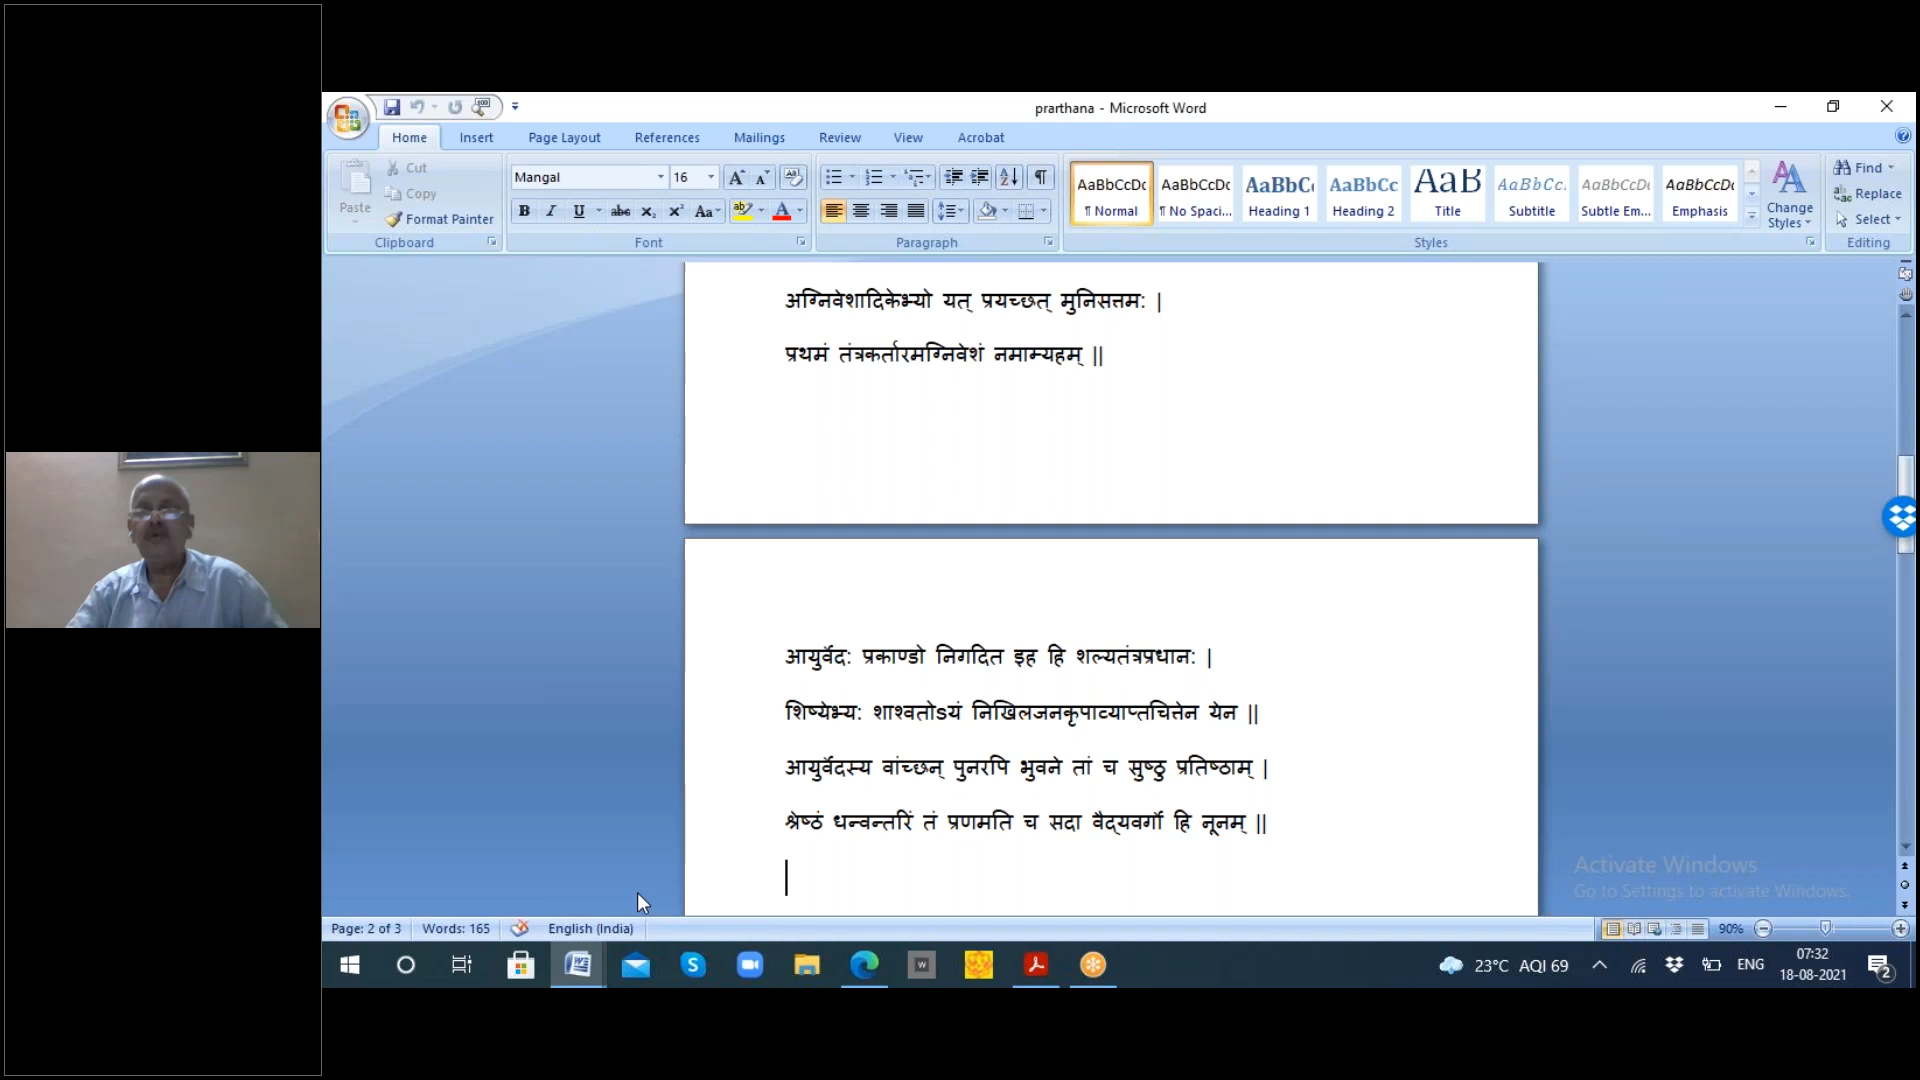 prarthana - Microsoft Word
Home Insert Page Layout References Mailings Review View Acrobat
Paste
Cut
Copy
Format Painter
Clipboard
Mangal 16
Font
Paragraph
AaBbCcDc AaBbCcDc AaBbCc AaBbCc AaB AaBbCc. AaBbCcDc AaBbCcDc
¶ Normal ¶ No Spaci... Heading 1 Heading 2 Title Subtitle Subtle Em... Emphasis
Styles
Change Styles
Find
Replace
Select
Editing
अग्निवेशादिकेभ्यो यत् प्रयच्छत् मुनिसत्तम: |
प्रथमं तंत्रकर्तारमग्निवेशं नमाम्यहम् ||
आयुर्वेद: प्रकाण्डो निगदित इह हि शल्यतंत्रप्रधान: |
शिष्येभ्य: शाश्वतोऽयं निखिलजनकृपाव्याप्तचित्तेन येन ||
आयुर्वेदस्य वांच्छन् पुनरपि भुवने तां च सुष्ठु प्रतिष्ठाम् |
श्रेष्ठं धन्वन्तरिं तं प्रणमति च सदा वैद्यवर्गो हि नूनम् ||
Activate Windows
Go to Settings to activate Windows.
Page: 2 of 3 Words: 165 English (India) 90%
23°C AQI 69 ENG 07:32
18-08-2021
2